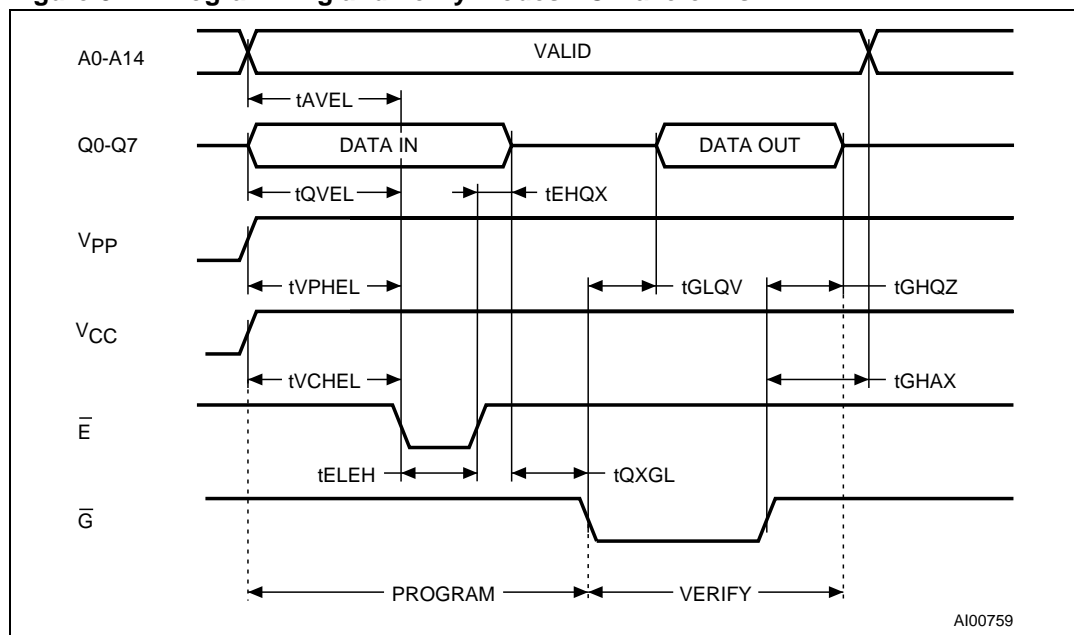 A0-A14
VALID
tAVEL
Q0-Q7
DATA IN
DATA OUT
tQVEL
tEHQX
VPP
tVPHEL
tGLQV
tGHQZ
VCC
tVCHEL
tGHAX
E̅
tELEH
tQXGL
G̅
PROGRAM
VERIFY
AI00759